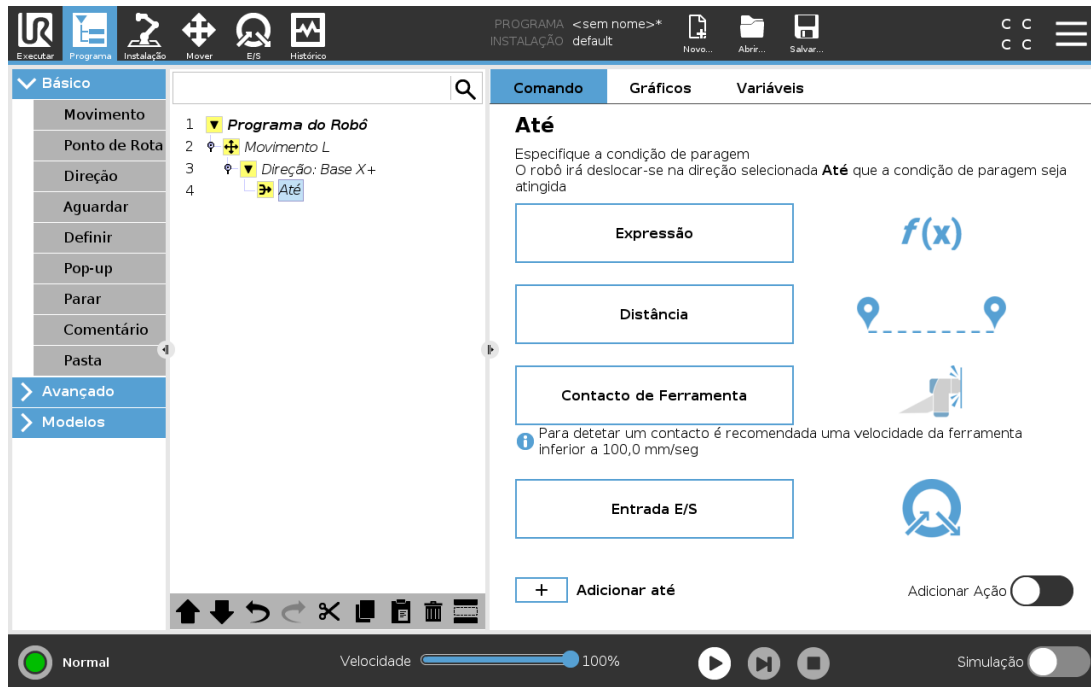 UR
Executar
Programa
Instalação
Mover
E/S
Histórico
PROGRAMA <sem nome>*
INSTALAÇÃO default
Novo...
Abrir...
Salvar...
C C
C C
Básico
Movimento
Ponto de Rota
Direção
Aguardar
Definir
Pop-up
Parar
Comentário
Pasta
Avançado
Modelos
1 Programa do Robô
2 Movimento L
3 Direção: Base X+
4 Até
Comando Gráficos Variáveis
Até
Especifique a condição de paragem
O robô irá deslocar-se na direção selecionada Até que a condição de paragem seja
atingida
Expressão
f(x)
Distância
Contacto de Ferramenta
Para detetar um contacto é recomendada uma velocidade da ferramenta
inferior a 100,0 mm/seg
Entrada E/S
+ Adicionar até
Adicionar Ação
Normal
Velocidade 100%
Simulação